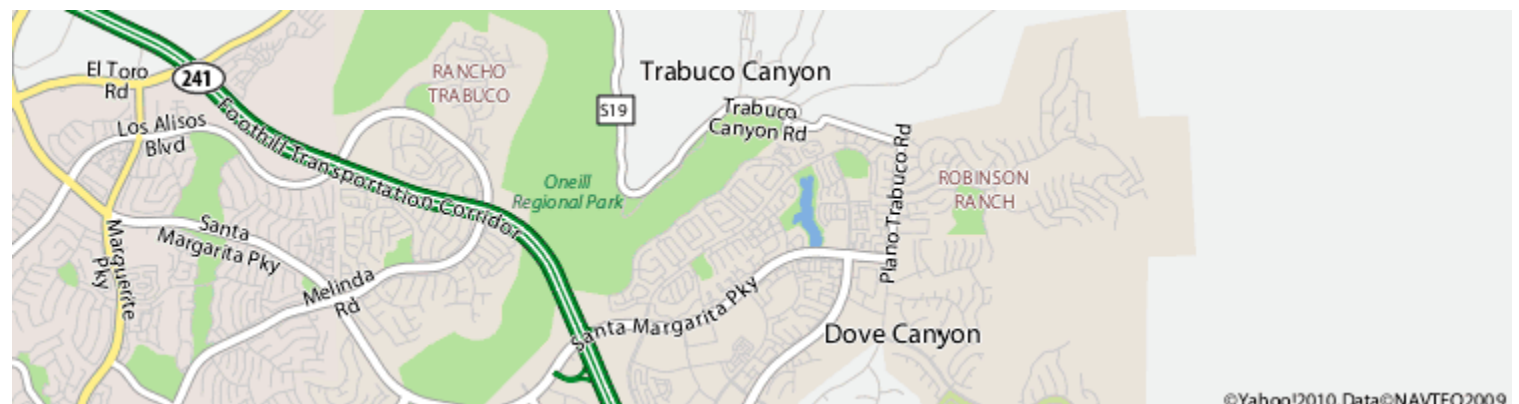 El Toro
Rd
241
RANCHO
TRABUCO
Trabuco Canyon
S19
Trabuco
Canyon Rd
Los Alisos
Blvd
Foothill Transportation Corridor
Plano Trabuco Rd
Oneill
Regional Park
ROBINSON
RANCH
Santa
Margarita Pky
Marguerite
Pky
Melinda
Rd
Santa Margarita Pky
Dove Canyon
©Yahoo!2010 Data©NAVTEQ2009